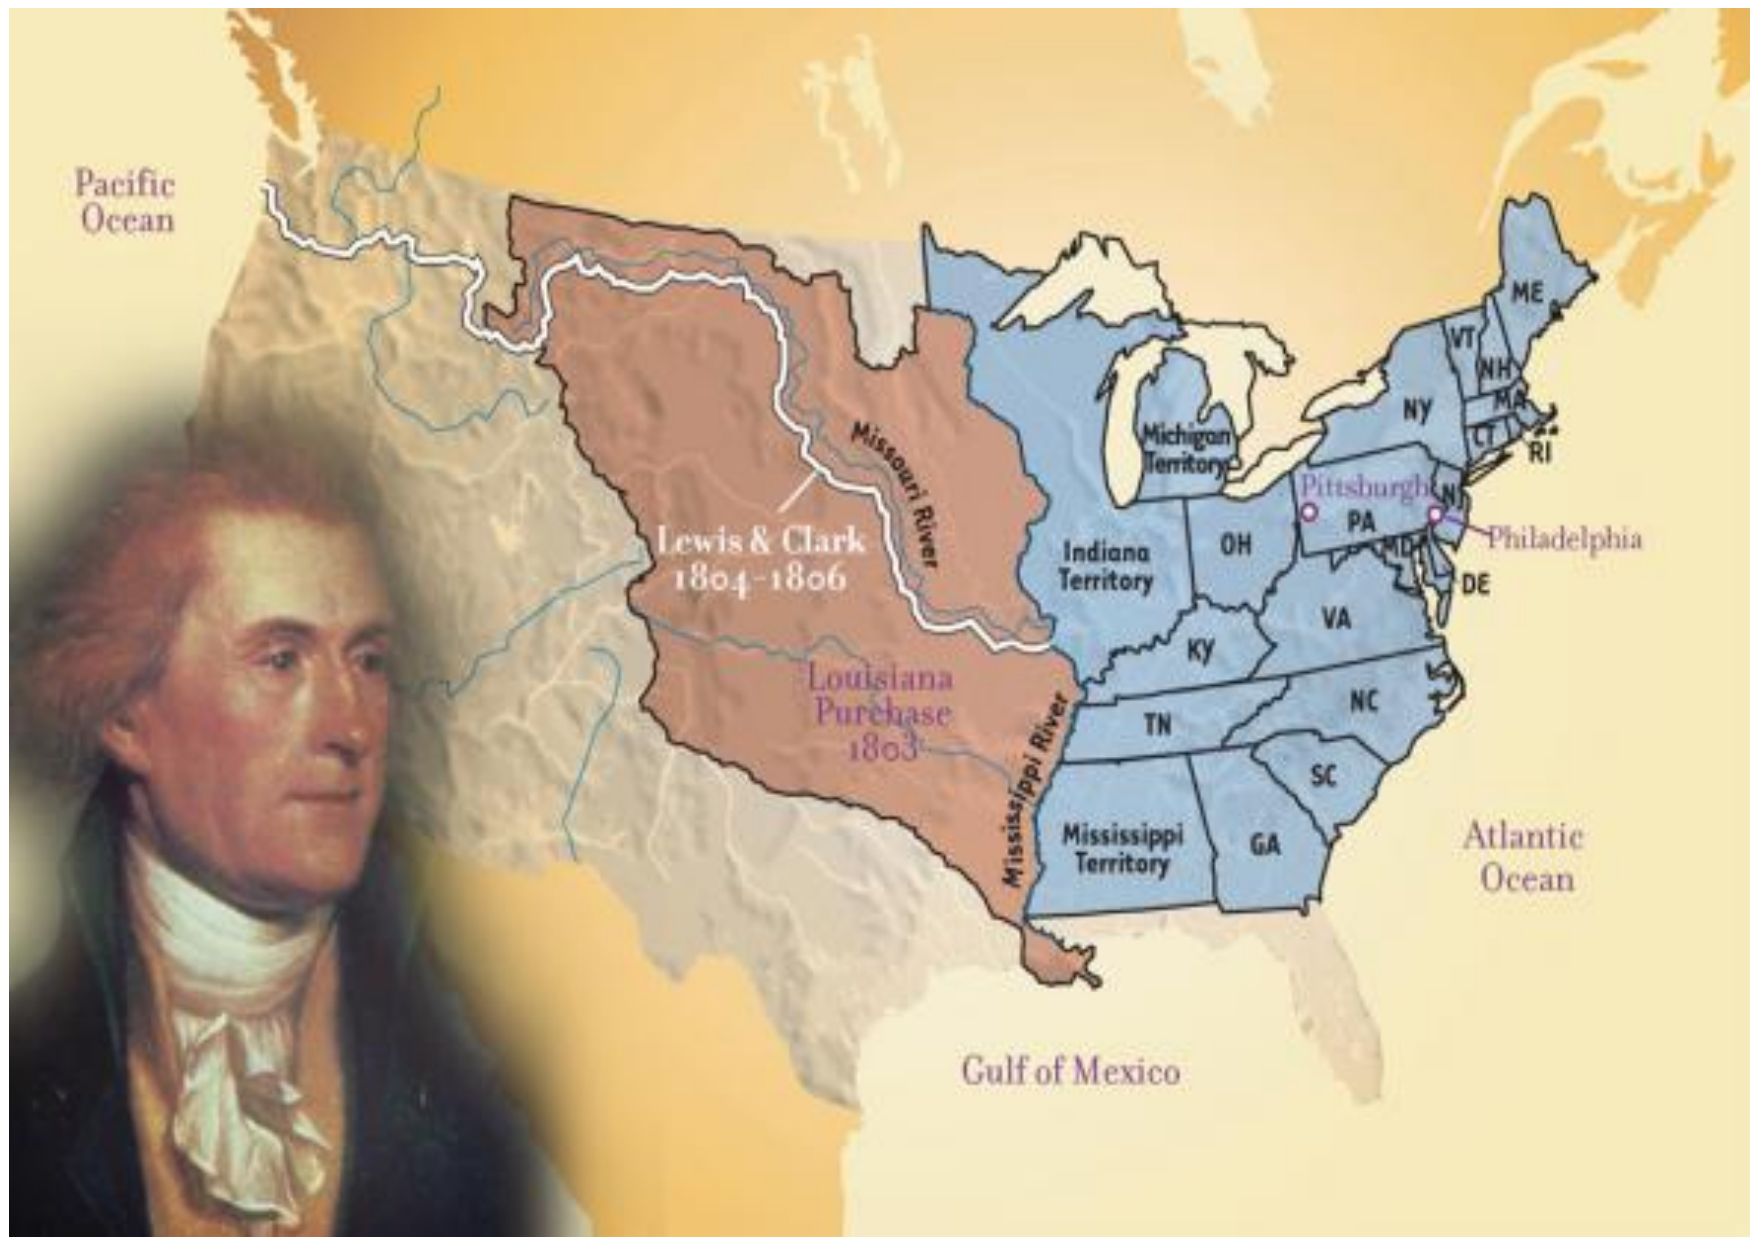 Pacific
Ocean
ME
VT
NH
MA
NY
CT
RI
Michigan
Territory
Pittsburgh
NJ
PA
Philadelphia
MD
DE
Missouri River
Lewis & Clark
1804-1806
Indiana
Territory
OH
VA
KY
Louisiana
Purchase
1803
Mississippi River
TN
NC
SC
Mississippi
Territory
GA
Atlantic
Ocean
Gulf of Mexico